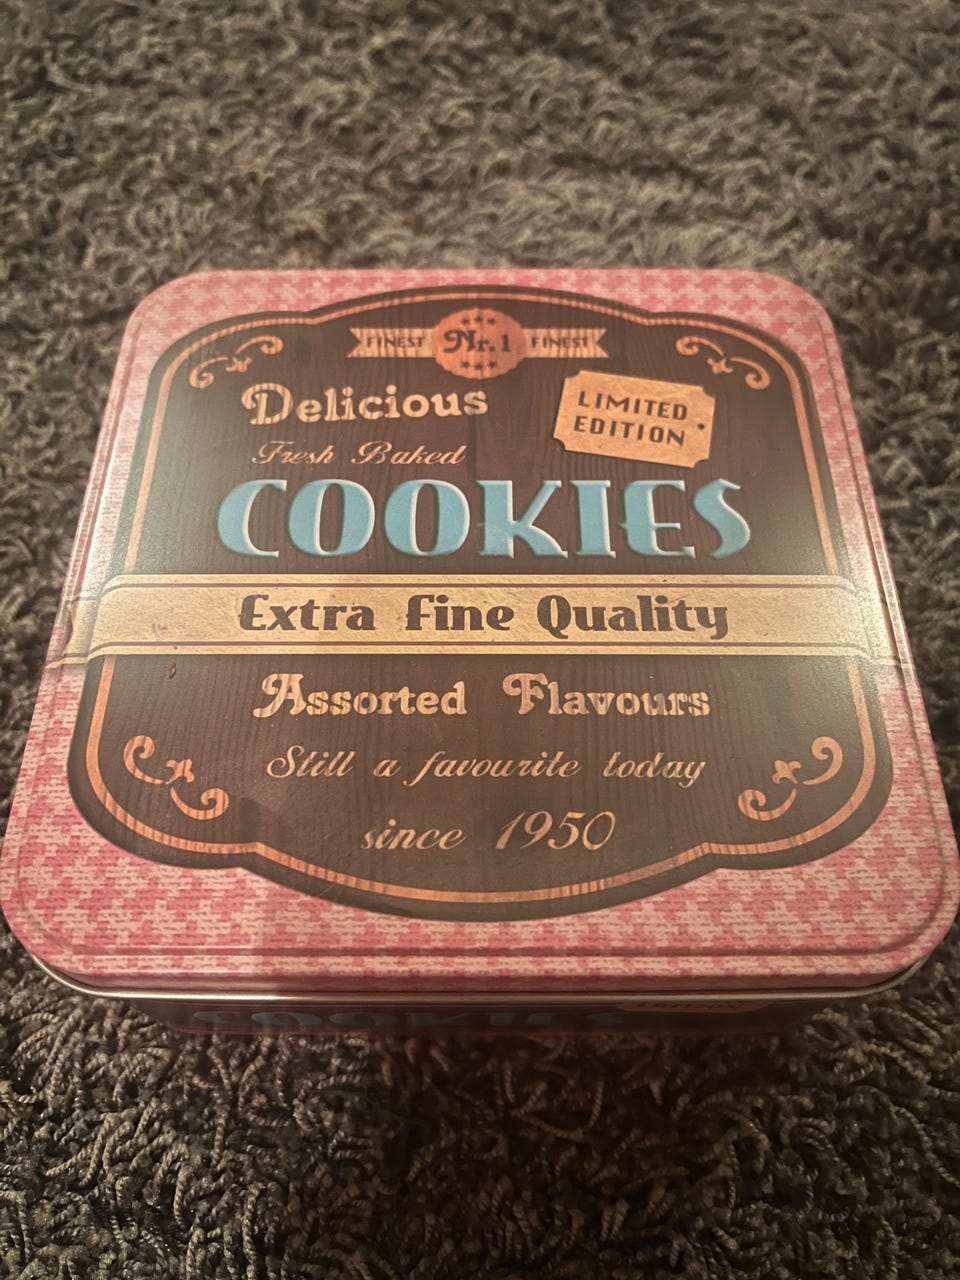 FINEST Nr. 1 FINEST
Delicious
LIMITED
EDITION
Fresh Baked
COOKIES
Extra fine Quality
Assorted Flavours
Still a favourite today
since 1950
COOKIES
EDITION